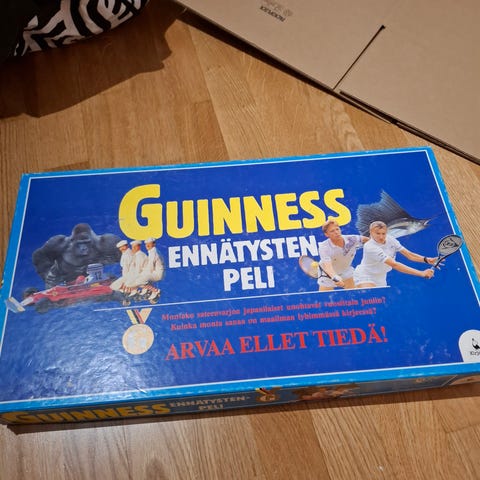 GUINNESS
ENNÄTYSTEN
PELI
Montako sateenvarjoa japanilaiset unohtavat vuosittain juniin?
Kuinka monta sanaa on maailman lyhimmässä kirjeessä?
ARVAA ELLET TIEDÄ!
GUINNESS ENNÄTYSTEN-
PELI